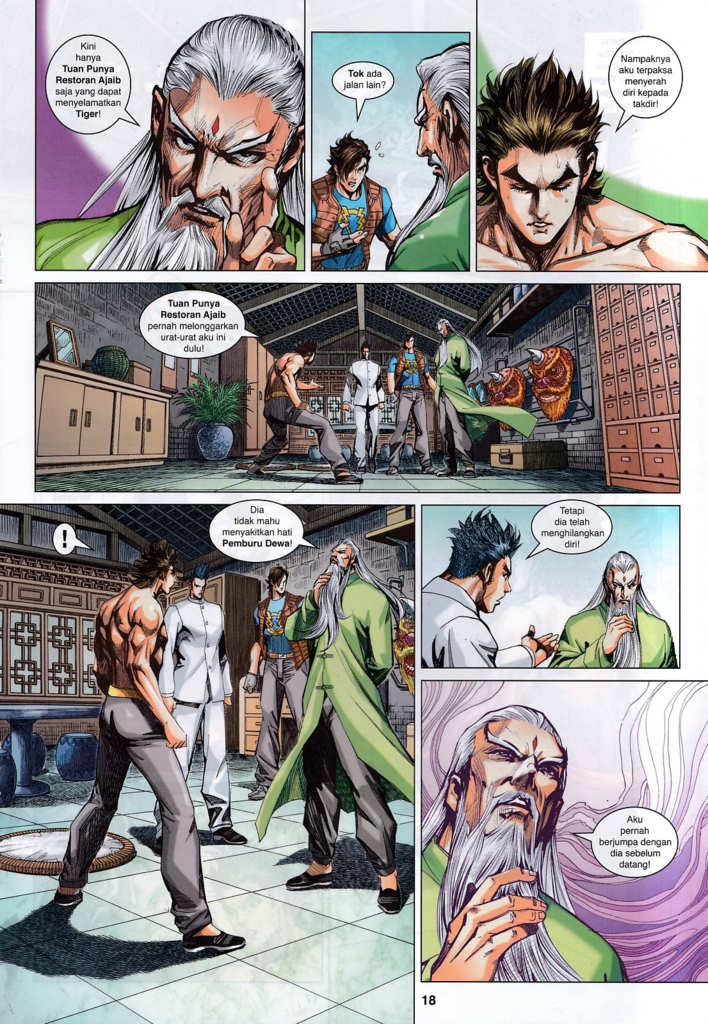 Kini
hanya
Tuan Punya
Restoran Ajaib
saja yang dapat
menyelamatkan
Tiger!
Tok ada
jalan lain?
Nampaknya
aku terpaksa
menyerah
diri kepada
takdir!
Tuan Punya
Restoran Ajaib
pernah melonggarkan
urat-urat aku ini
dulu!
!
Dia
tidak mahu
menyakitkan hati
Pemburu Dewa!
Tetapi
dia telah
menghilangkan
diri!
Aku
pernah
berjumpa dengan
dia sebelum
datang!
18